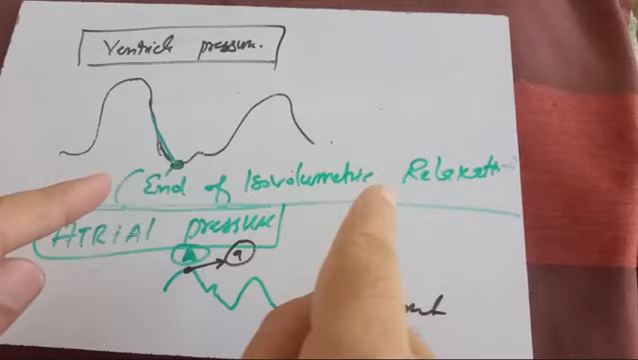 Ventricle pressure.
End of Isovolumetric Relaxation
ATRIAL pressure
A
a